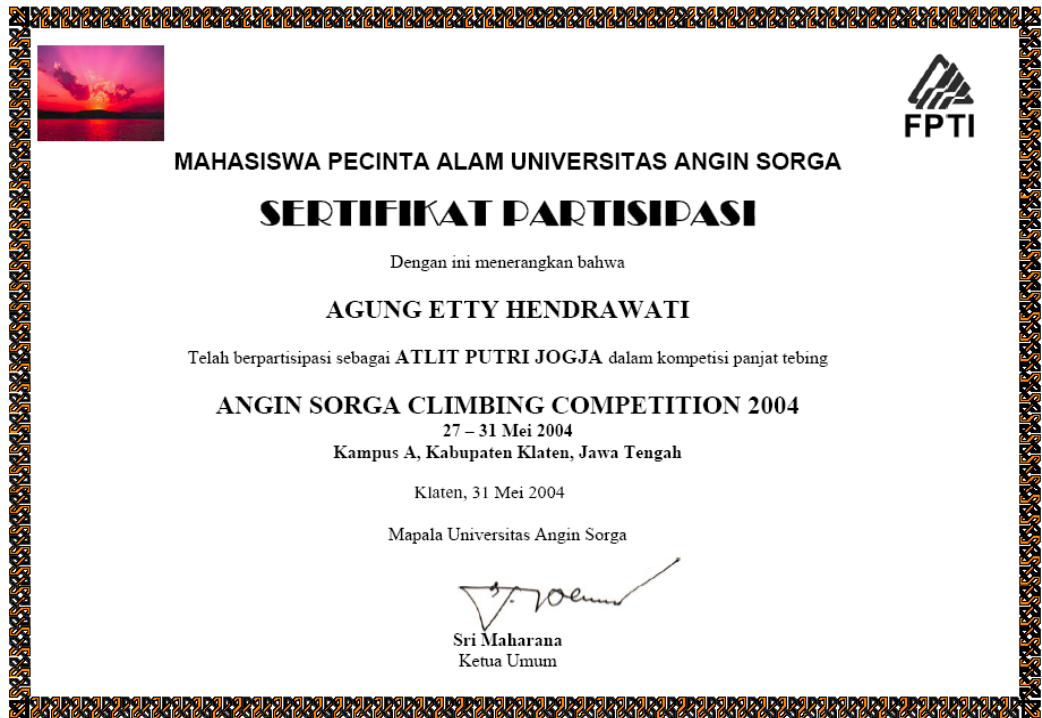 FPTI
MAHASISWA PECINTA ALAM UNIVERSITAS ANGIN SORGA
SERTIFIKAT PARTISIPASI
Dengan ini menerangkan bahwa
AGUNG ETTY HENDRAWATI
Telah berpartisipasi sebagai ATLIT PUTRI JOGJA dalam kompetisi panjat tebing
ANGIN SORGA CLIMBING COMPETITION 2004
27 – 31 Mei 2004
Kampus A, Kabupaten Klaten, Jawa Tengah
Klaten, 31 Mei 2004
Mapala Universitas Angin Sorga
Sri Maharana
Ketua Umum